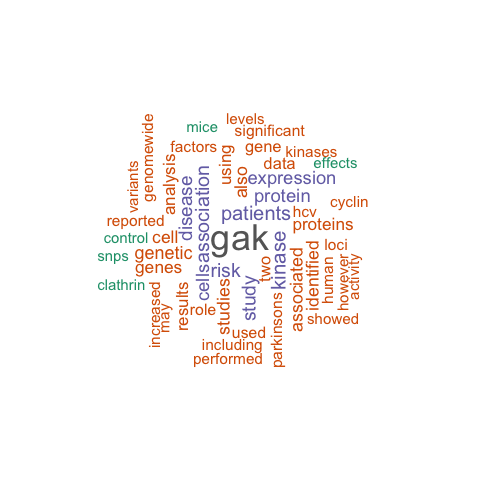 levels
mice
significant
genomewide
factors
using
gene
kinases
data
effects
variants
analysis
also
expression
disease
association
protein
cyclin
reported
patients
hcv
proteins
control
cell
gak
loci
snps
genetic
genes
cells
risk
two
kinase
associated
identified
human
however
activity
clathrin
increased
may
results
role
studies
study
showed
used
parkinsons
including
performed